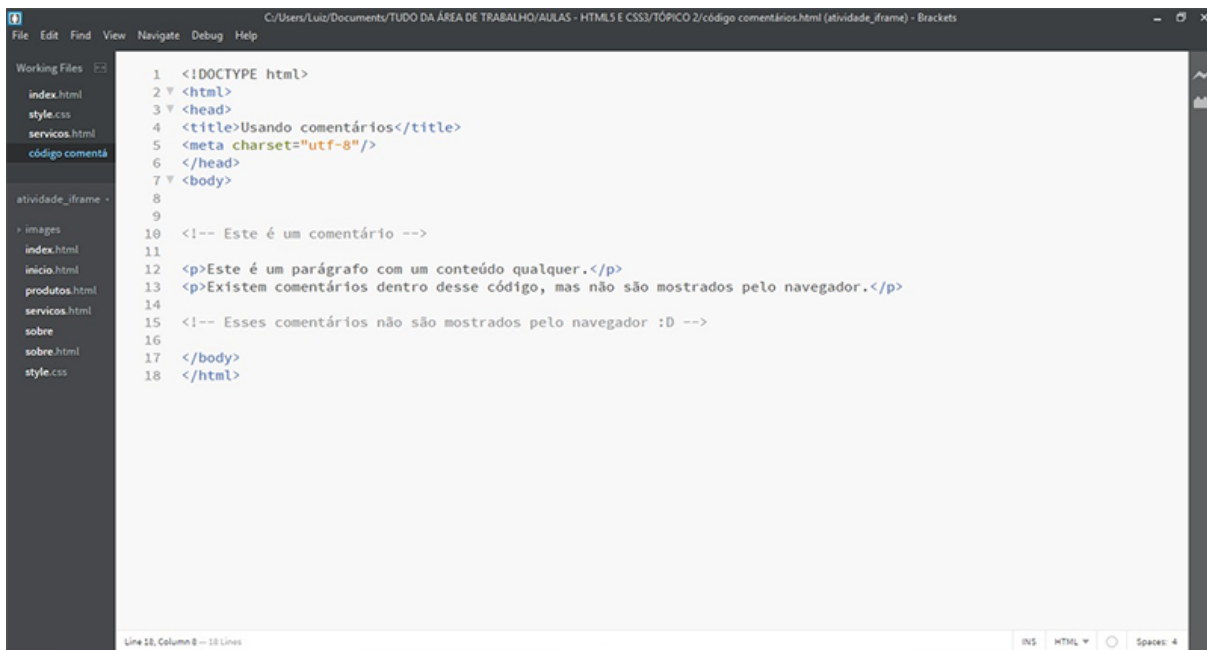 C:/Users/Luiz/Documents/TUDO DA ÁREA DE TRABALHO/AULAS - HTML5 E CSS3/TÓPICO 2/código comentários.html (atividade_iframe) - Brackets
File Edit Find View Navigate Debug Help
Working Files
index.html
style.css
servicos.html
código comentá
atividade_iframe
images
index.html
inicio.html
produtos.html
servicos.html
sobre
sobre.html
style.css
1 <!DOCTYPE html>
2 <html>
3 <head>
4 <title>Usando comentários</title>
5 <meta charset="utf-8"/>
6 </head>
7 <body>
8
9
10 <!-- Este é um comentário -->
11
12 <p>Este é um parágrafo com um conteúdo qualquer.</p>
13 <p>Existem comentários dentro desse código, mas não são mostrados pelo navegador.</p>
14
15 <!-- Esses comentários não são mostrados pelo navegador :D -->
16
17 </body>
18 </html>
Line 18, Column 8 — 18 Lines
INS HTML Spaces: 4